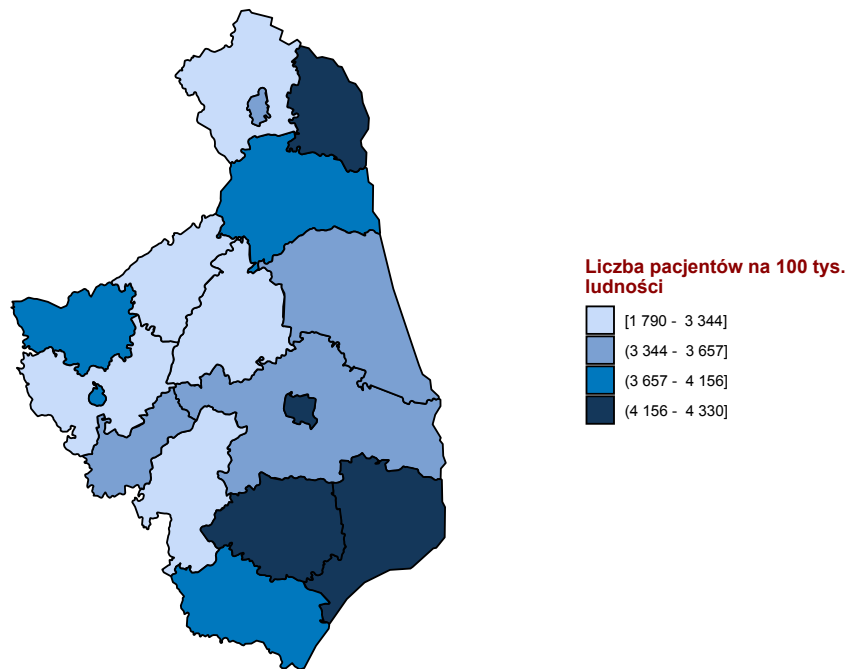 Liczba pacjentów na 100 tys.
ludności
[1 790 - 3 344]
(3 344 - 3 657]
(3 657 - 4 156]
(4 156 - 4 330]